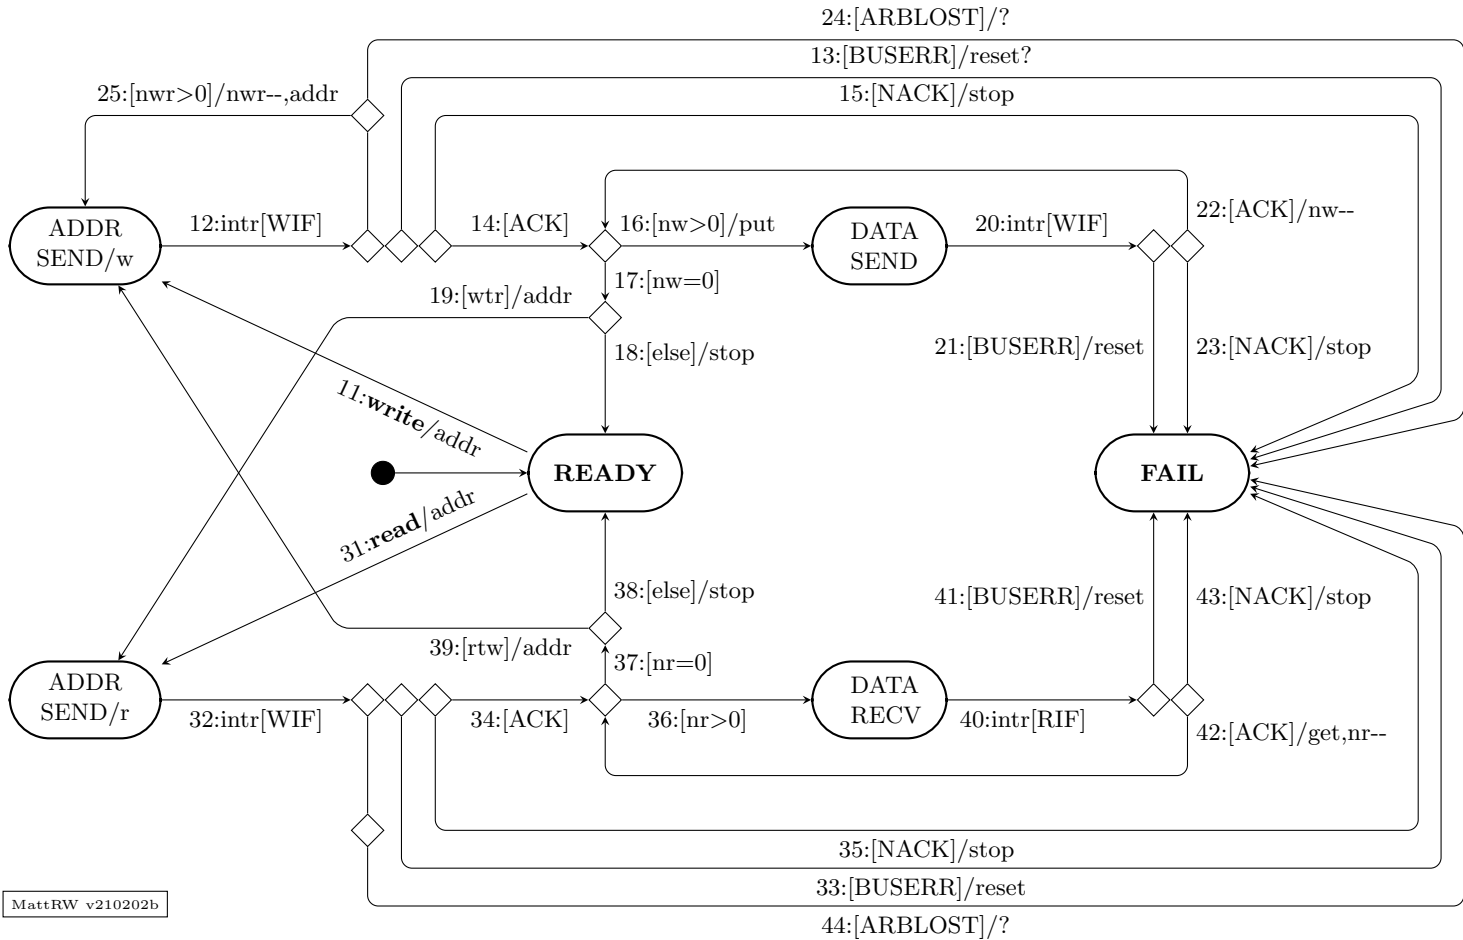 24:[ARBLOST]/?
13:[BUSERR]/reset?
25:[nwr>0]/nwr--,addr
15:[NACK]/stop
ADDR
SEND/w
12:intr[WIF]
14:[ACK]
16:[nw>0]/put
DATA
SEND
20:intr[WIF]
22:[ACK]/nw--
17:[nw=0]
19:[wtr]/addr
18:[else]/stop
21:[BUSERR]/reset
23:[NACK]/stop
11:write/addr
READY
FAIL
31:read/addr
38:[else]/stop
41:[BUSERR]/reset
43:[NACK]/stop
39:[rtw]/addr
37:[nr=0]
ADDR
SEND/r
32:intr[WIF]
34:[ACK]
36:[nr>0]
DATA
RECV
40:intr[RIF]
42:[ACK]/get,nr--
35:[NACK]/stop
33:[BUSERR]/reset
MattRW v210202b
44:[ARBLOST]/?